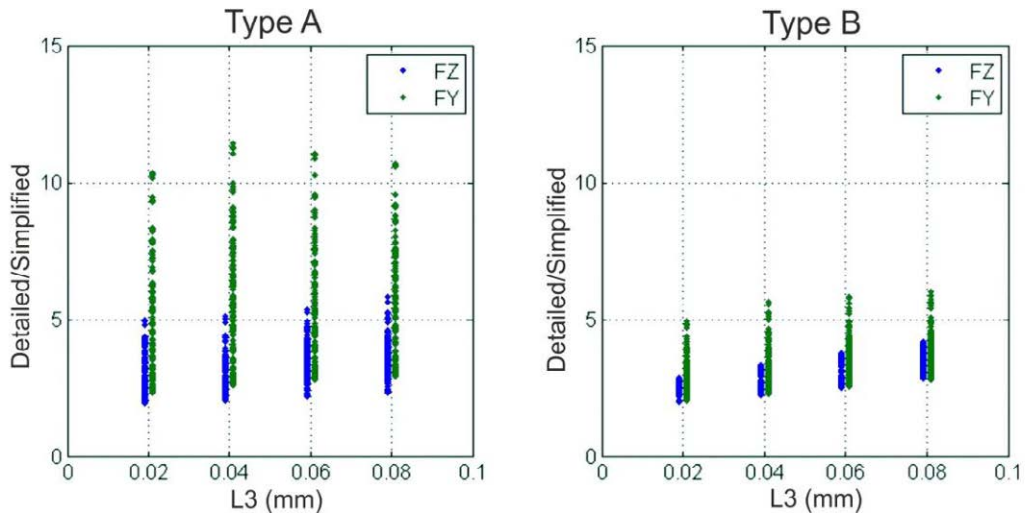 Type A
15
10
5
0
Detailed/Simplified
FZ
FY
0 0.02 0.04 0.06 0.08 0.1
L3 (mm)
Type B
15
10
5
0
Detailed/Simplified
FZ
FY
0 0.02 0.04 0.06 0.08 0.1
L3 (mm)